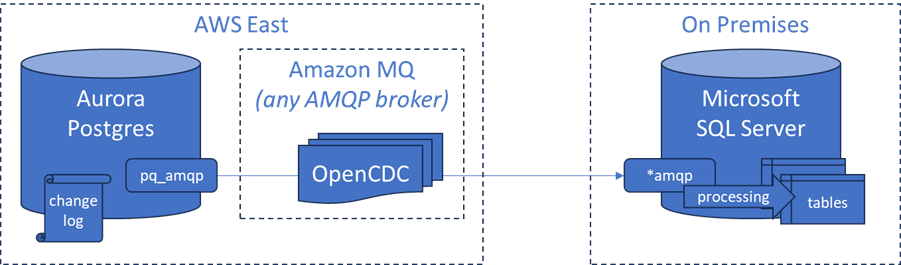 AWS East
On Premises
Aurora
Postgres
Amazon MQ
(any AMQP broker)
Microsoft
SQL Server
pq_amqp
OpenCDC
*amqp
change
log
processing
tables